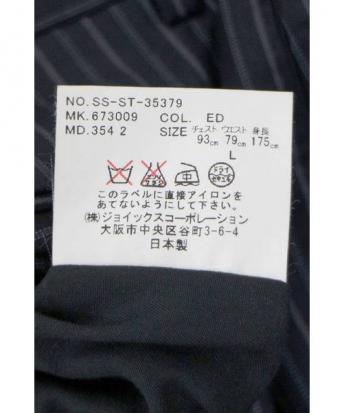 NO. SS-ST-35379
MK. 673009 COL. ED
MD. 354 2 SIZE チェスト ウエスト 身長
93cm 79cm 175cm
L
ドライ
このラベルに直接アイロンを
あてないようにして下さい。
(株)ジョイックスコーポレーション
大阪市中央区谷町3-6-4
日本製